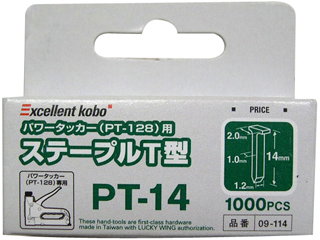 Excellent kobo
PRICE
パワータッカー(PT-128)用
ステープルT型
2.0mm
1.0mm
14mm
1.2mm
パワータッカー
(PT-128)専用
PT-14
1000PCS
These hand-tools are first-class hardware
made in Taiwan with LUCKY WING authorization.
品番 09-114